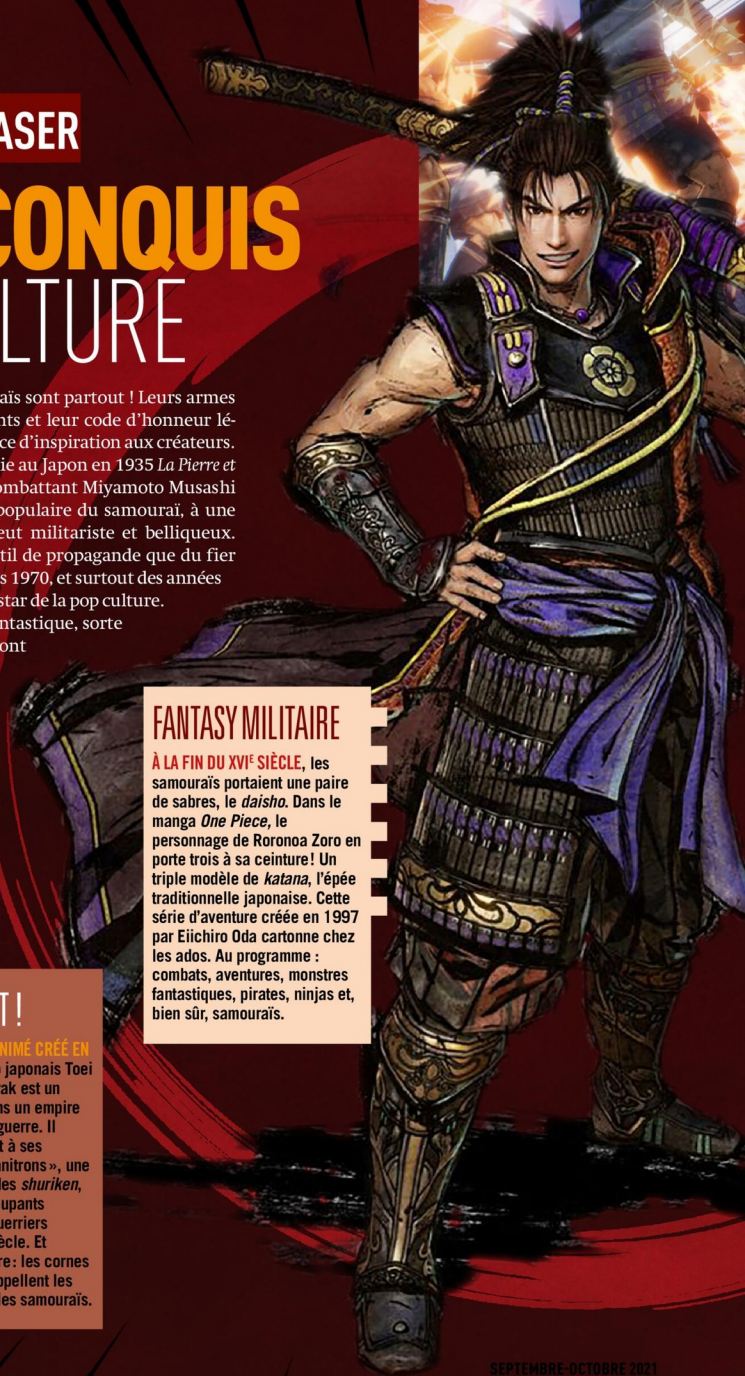 ASER
CONQUIS
LTURE
ïs sont partout ! Leurs armes
nts et leur code d’honneur lé-
ce d’inspiration aux créateurs.
ie au Japon en 1935 La Pierre et
ombattant Miyamoto Musashi
populaire du samouraï, à une
eut militariste et belliqueux.
til de propagande que du fier
s 1970, et surtout des années
star de la pop culture.
ntastique, sorte
ont
FANTASY MILITAIRE
À LA FIN DU XVIE SIÈCLE, les
samouraïs portaient une paire
de sabres, le daisho. Dans le
manga One Piece, le
personnage de Roronoa Zoro en
porte trois à sa ceinture! Un
triple modèle de katana, l’épée
traditionnelle japonaise. Cette
série d’aventure créée en 1997
par Eiichiro Oda cartonne chez
les ados. Au programme :
combats, aventures, monstres
fantastiques, pirates, ninjas et,
bien sûr, samouraïs.
T!
NIMÉ CRÉÉ EN
japonais Toei
ak est un
ns un empire
guerre. Il
t à ses
nitrons», une
les shuriken,
upants
uerriers
ècle. Et
re: les cornes
ppellent les
les samouraïs.
SEPTEMBRE-OCTOBRE 2021